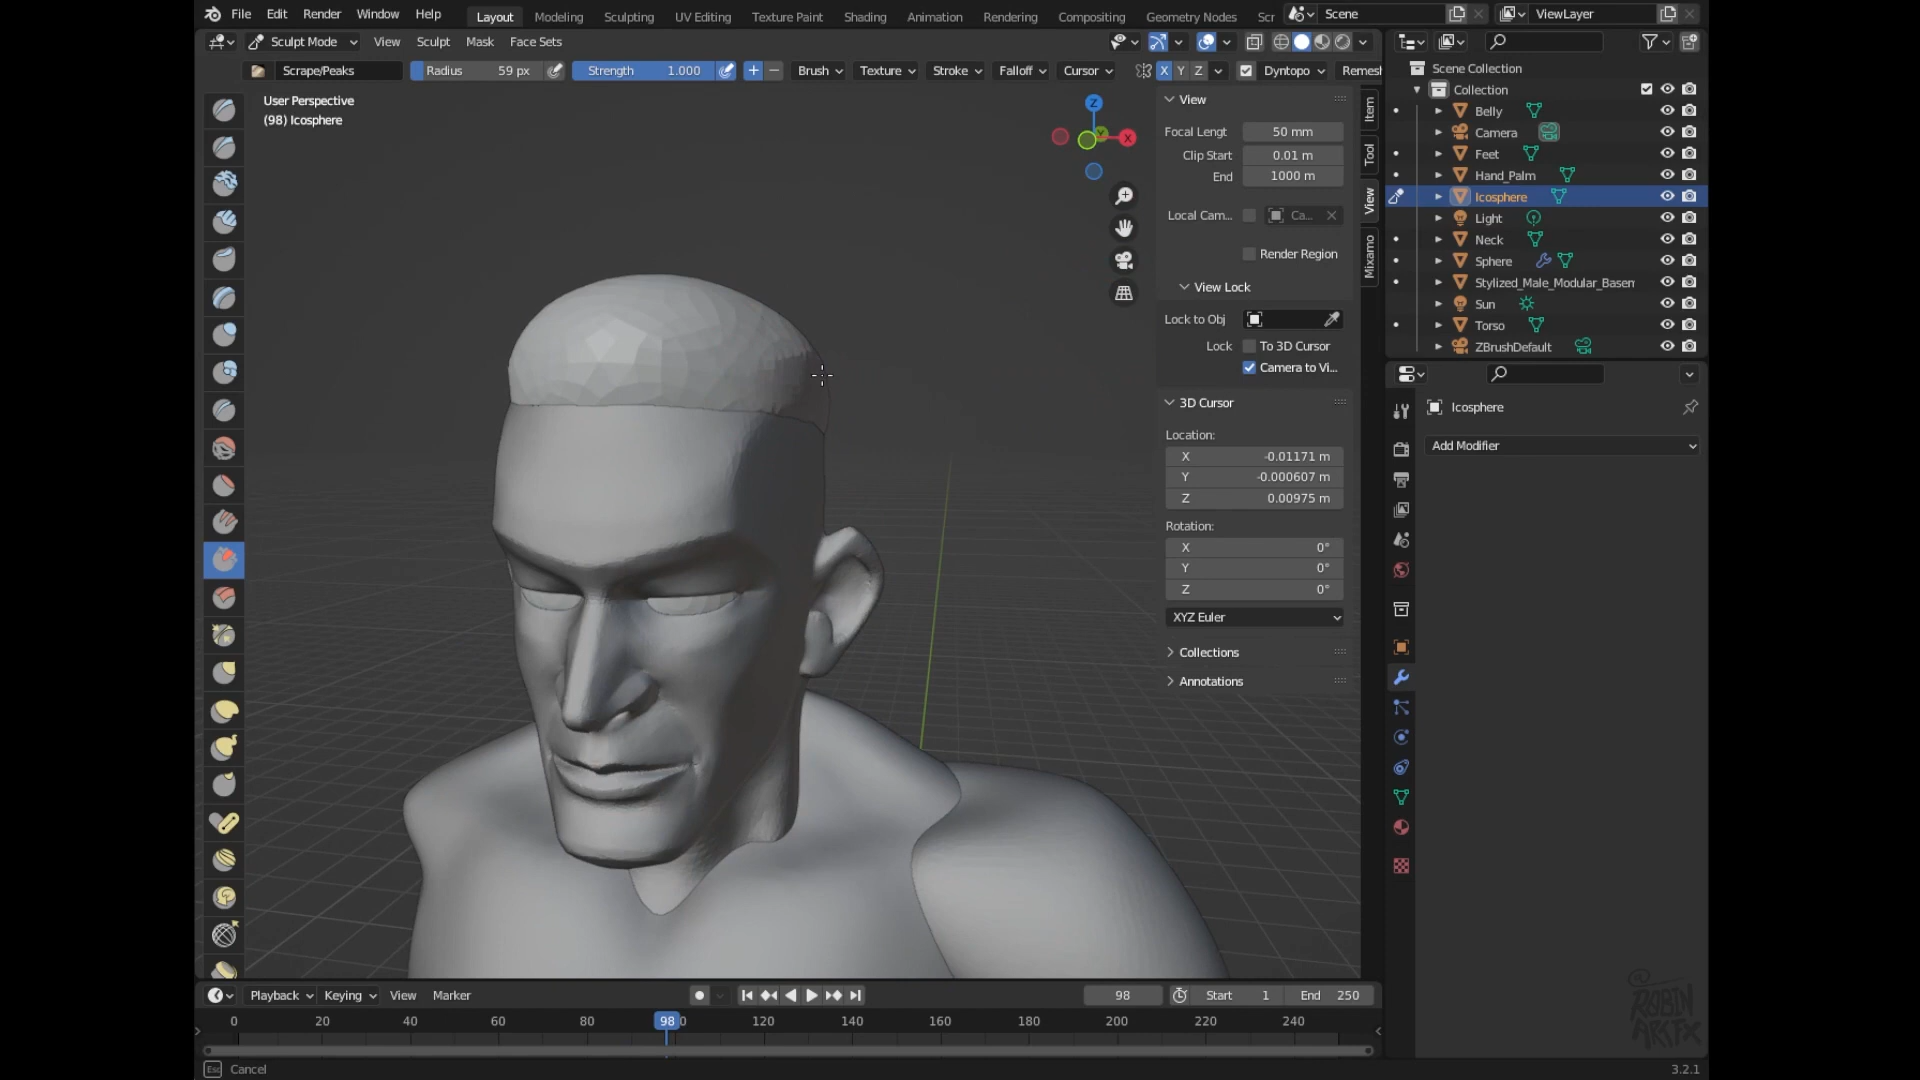 File Edit Render Window Help Layout Modeling Sculpting UV Editing Texture Paint Shading Animation Rendering Compositing Geometry Nodes Scr Scene ViewLayer
Sculpt Mode View Sculpt Mask Face Sets
Scrape/Peaks Radius 59 px Strength 1.000 Brush Texture Stroke Falloff Cursor X Y Z Dyntopo Remesh
User Perspective
(98) Icosphere
Z
Y
X
View
Focal Lengt 50 mm
Clip Start 0.01 m
End 1000 m
Local Cam... Ca...
Render Region
View Lock
Lock to Obj
Lock To 3D Cursor
Camera to Vi...
3D Cursor
Location:
X -0.01171 m
Y -0.000607 m
Z 0.00975 m
Rotation:
X 0°
Y 0°
Z 0°
XYZ Euler
Collections
Annotations
Item
Tool
View
Mixamo
Scene Collection
Collection
Belly
Camera
Feet
Hand_Palm
Icosphere
Light
Neck
Sphere
Stylized_Male_Modular_Basem
Sun
Torso
ZBrushDefault
Icosphere
Add Modifier
Playback Keying View Marker 98 Start 1 End 250
0 20 40 60 80 98 0 120 140 160 180 200 220 240
Esc Cancel 3.2.1
@
ROBIN
ARTFX